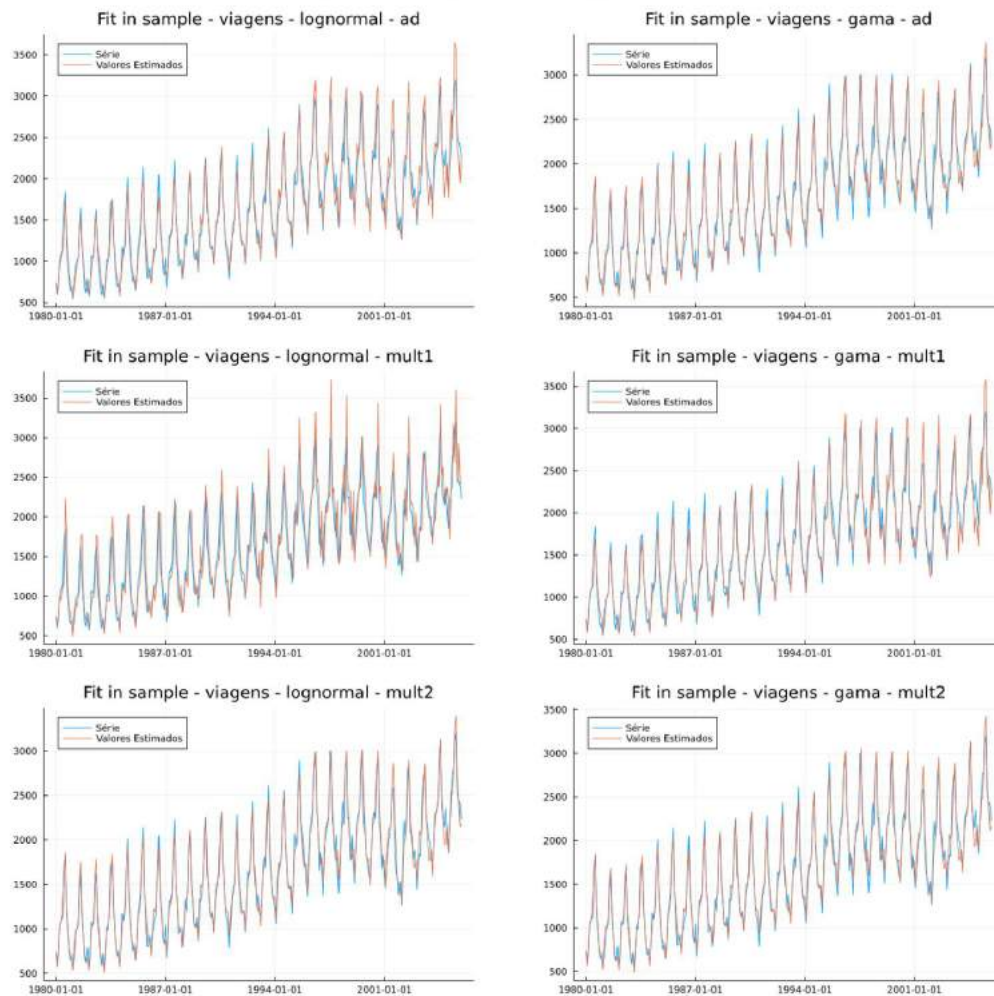 Fit in sample - viagens - lognormal - ad
Série
Valores Estimados
3500
3000
2500
2000
1500
1000
500
1980-01-01 1987-01-01 1994-01-01 2001-01-01
Fit in sample - viagens - gama - ad
Série
Valores Estimados
3000
2500
2000
1500
1000
500
1980-01-01 1987-01-01 1994-01-01 2001-01-01
Fit in sample - viagens - lognormal - mult1
Série
Valores Estimados
3500
3000
2500
2000
1500
1000
500
1980-01-01 1987-01-01 1994-01-01 2001-01-01
Fit in sample - viagens - gama - mult1
Série
Valores Estimados
3500
3000
2500
2000
1500
1000
500
1980-01-01 1987-01-01 1994-01-01 2001-01-01
Fit in sample - viagens - lognormal - mult2
Série
Valores Estimados
3000
2500
2000
1500
1000
500
1980-01-01 1987-01-01 1994-01-01 2001-01-01
Fit in sample - viagens - gama - mult2
Série
Valores Estimados
3500
3000
2500
2000
1500
1000
500
1980-01-01 1987-01-01 1994-01-01 2001-01-01